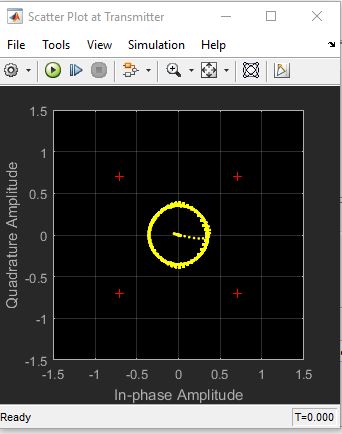 Scatter Plot at Transmitter
File Tools View Simulation Help
1.5
1
0.5
0
-0.5
-1
-1.5
Quadrature Amplitude
-1.5 -1 -0.5 0 0.5 1 1.5
In-phase Amplitude
Ready T=0.000